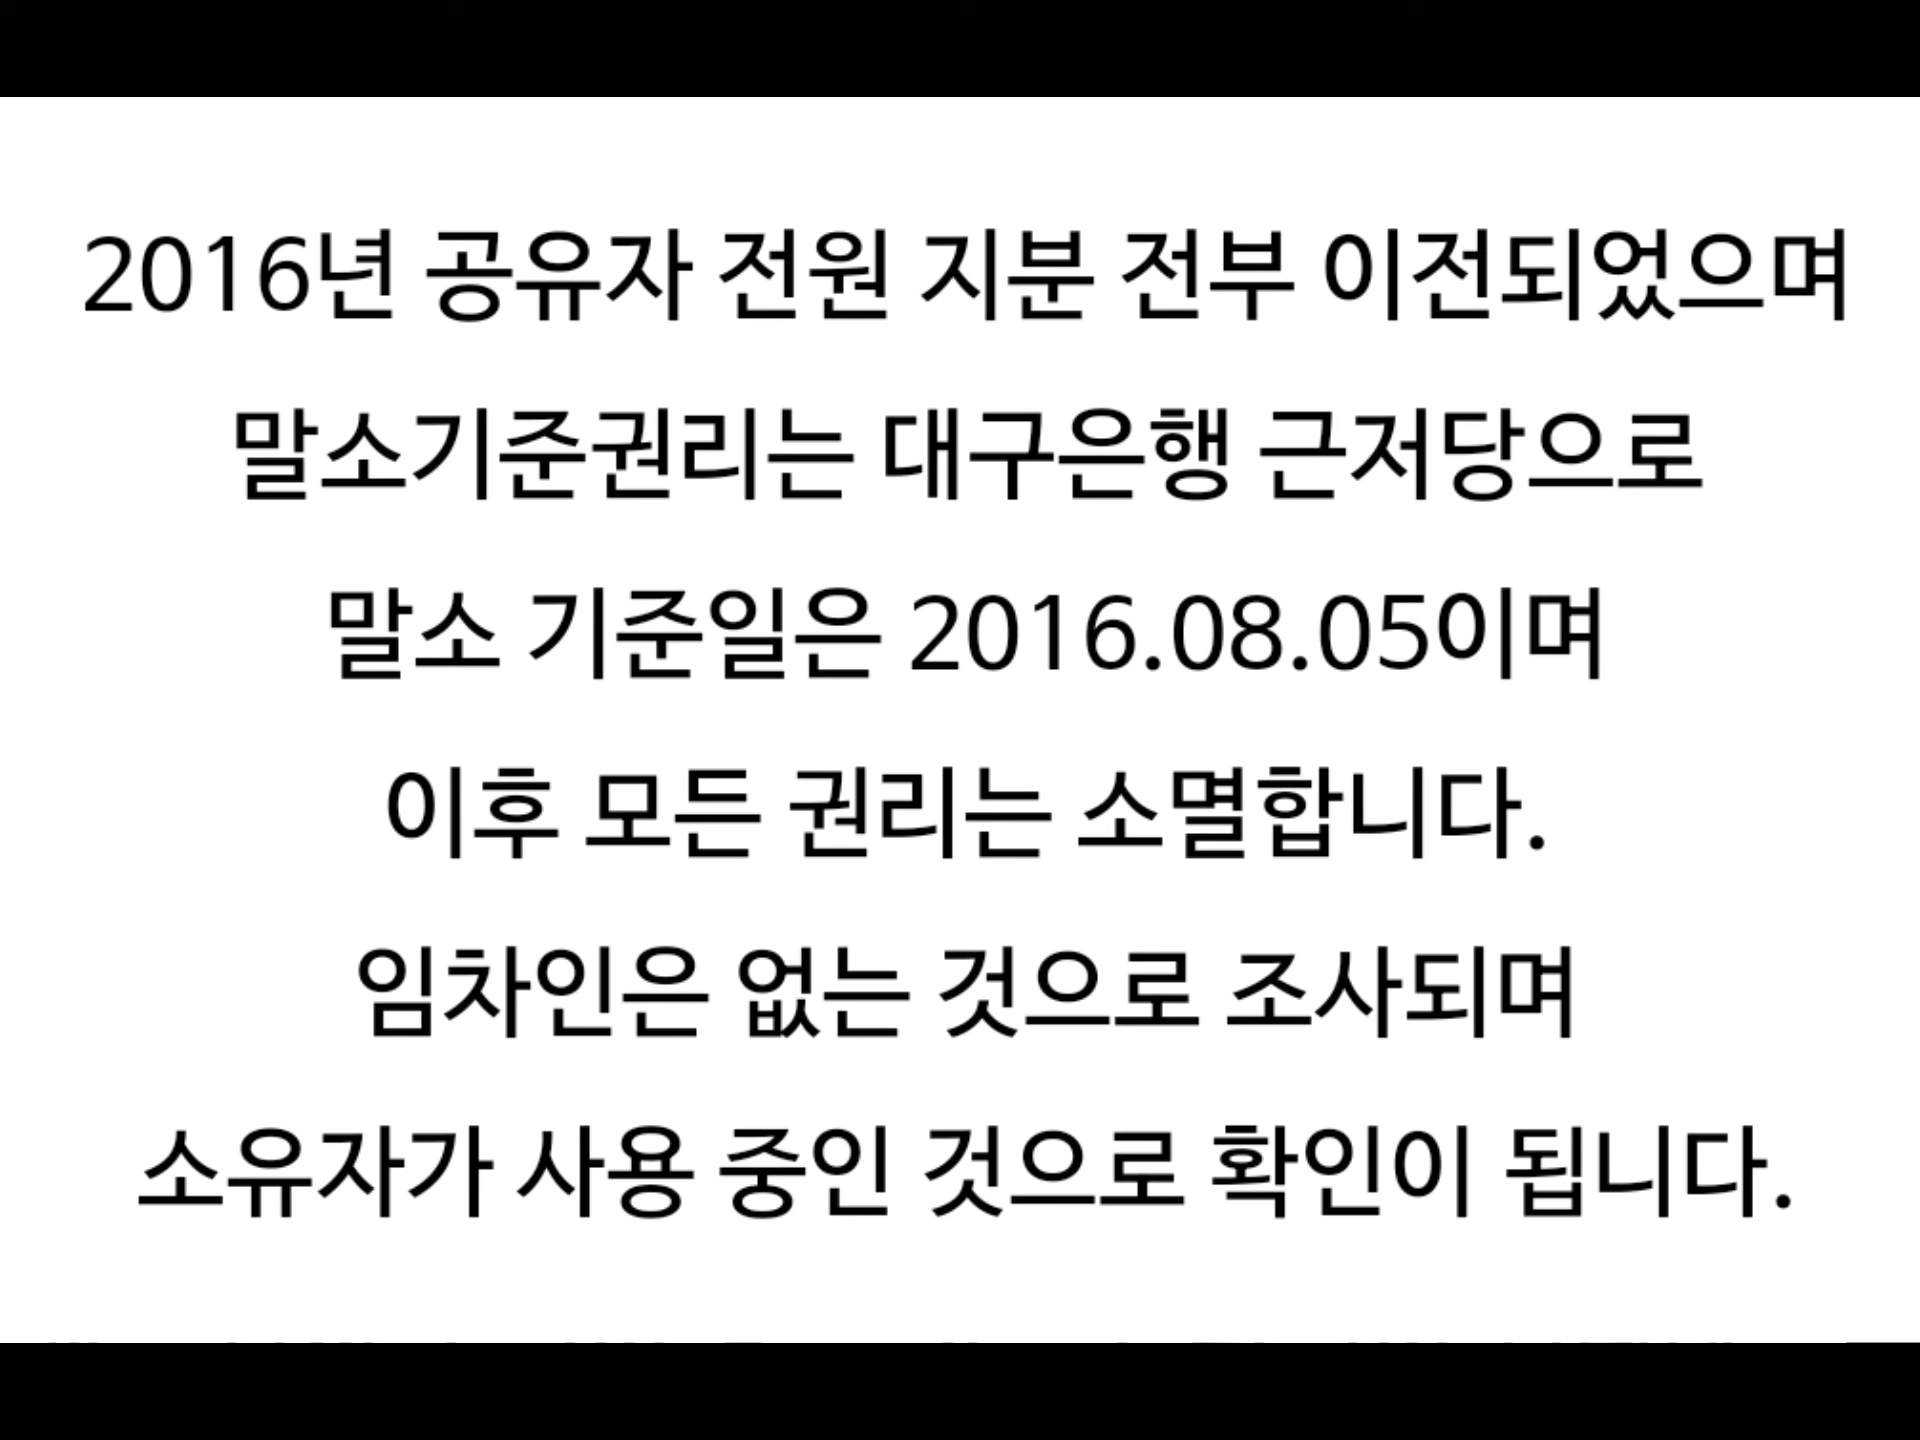 2016년 공유자 전원 지분 전부 이전되었으며
말소기준권리는 대구은행 근저당으로
말소 기준일은 2016.08.05이며
이후 모든 권리는 소멸합니다.
임차인은 없는 것으로 조사되며
소유자가 사용 중인 것으로 확인이 됩니다.